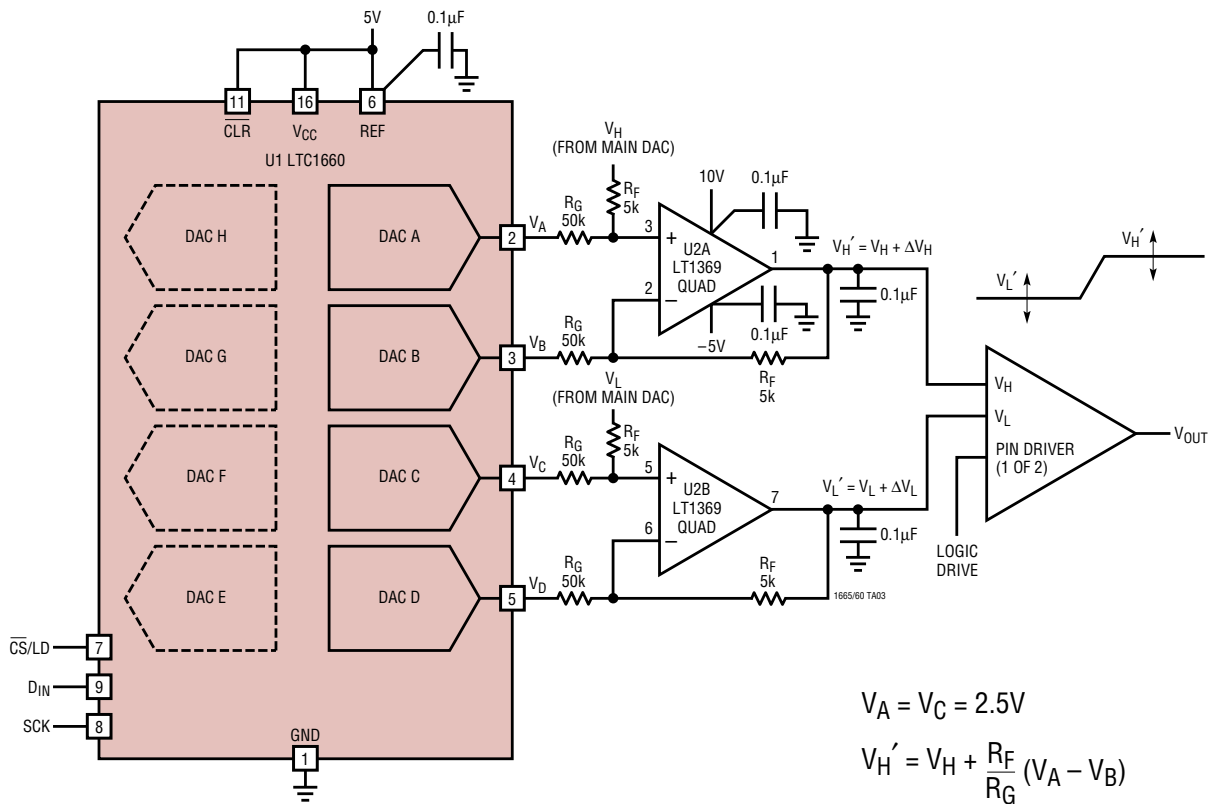 5V
0.1µF
11
16
6
CLR
VCC
REF
U1 LTC1660
DAC H
DAC A
2
VA
RG
50k
VH
(FROM MAIN DAC)
RF
5k
3
+
10V
0.1µF
U2A
LT1369
QUAD
1
2
–
–5V
0.1µF
VH′ = VH + ΔVH
0.1µF
VL′
VH′
DAC G
DAC B
3
VB
RG
50k
RF
5k
VL
(FROM MAIN DAC)
RF
5k
DAC F
DAC C
4
VC
RG
50k
5
+
U2B
LT1369
QUAD
7
6
–
VL′ = VL + ΔVL
0.1µF
VH
VL
PIN DRIVER
(1 OF 2)
VOUT
LOGIC
DRIVE
DAC E
DAC D
5
VD
RG
50k
RF
5k
1665/60 TA03
CS/LD
7
DIN
9
SCK
8
GND
1
VA = VC = 2.5V
VH′ = VH + RF/RG (VA – VB)